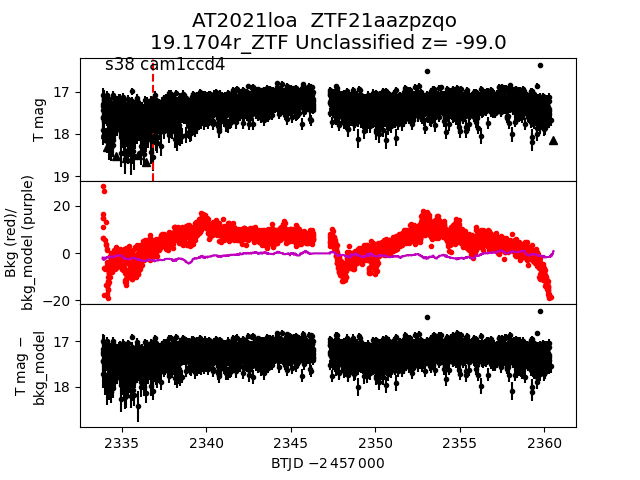 AT2021loa  ZTF21aazpzqo
19.1704r_ZTF Unclassified z= -99.0
s38 cam1ccd4
17
18
19
T mag
20
0
−20
Bkg (red)/
bkg_model (purple)
17
18
T mag −
bkg_model
2335
2340
2345
2350
2355
2360
BTJD −2 457 000